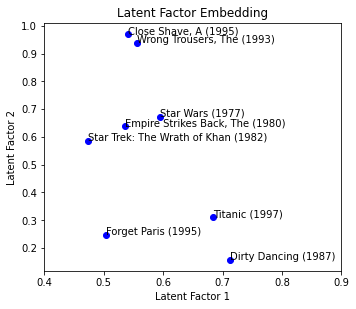 Latent Factor Embedding
1.0
0.9
0.8
0.7
0.6
0.5
0.4
0.3
0.2
Latent Factor 2
Close Shave, A (1995)
Wrong Trousers, The (1993)
Star Wars (1977)
Empire Strikes Back, The (1980)
Star Trek: The Wrath of Khan (1982)
Titanic (1997)
Forget Paris (1995)
Dirty Dancing (1987)
0.4 0.5 0.6 0.7 0.8 0.9
Latent Factor 1